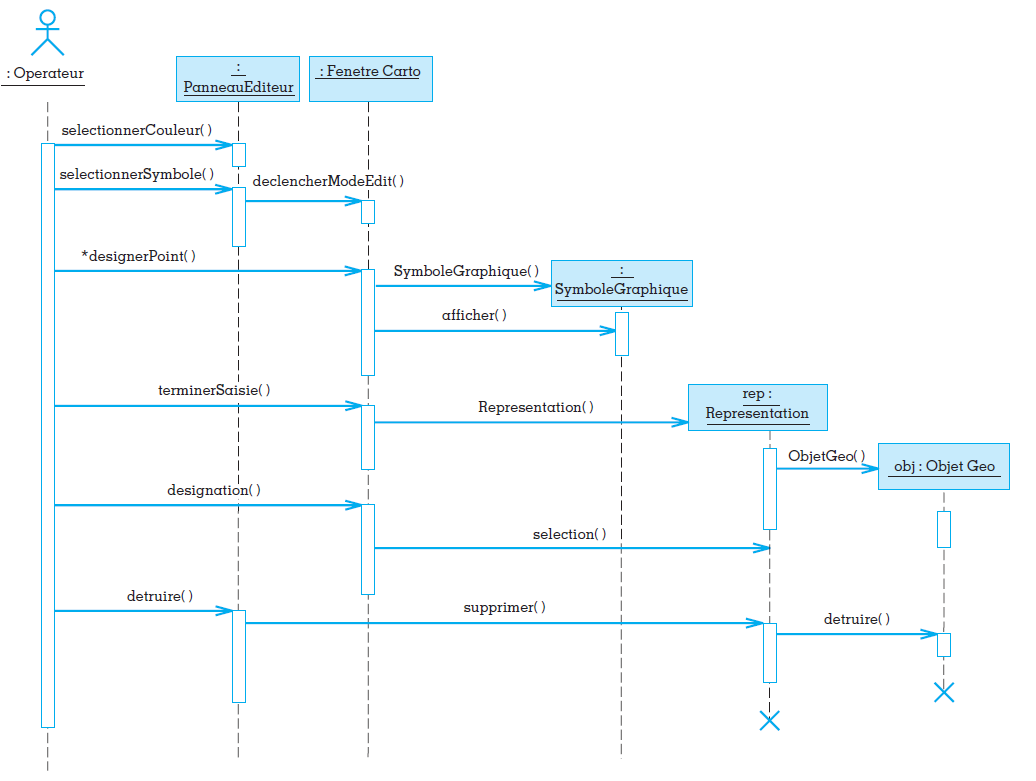 : Operateur
:
PanneauEditeur
: Fenetre Carto
selectionnerCouleur( )
selectionnerSymbole( )
declencherModeEdit( )
*designerPoint( )
SymboleGraphique( )
:
SymboleGraphique
afficher( )
terminerSaisie( )
Representation( )
rep :
Representation
ObjetGeo( )
obj : Objet Geo
designation( )
selection( )
detruire( )
supprimer( )
detruire( )